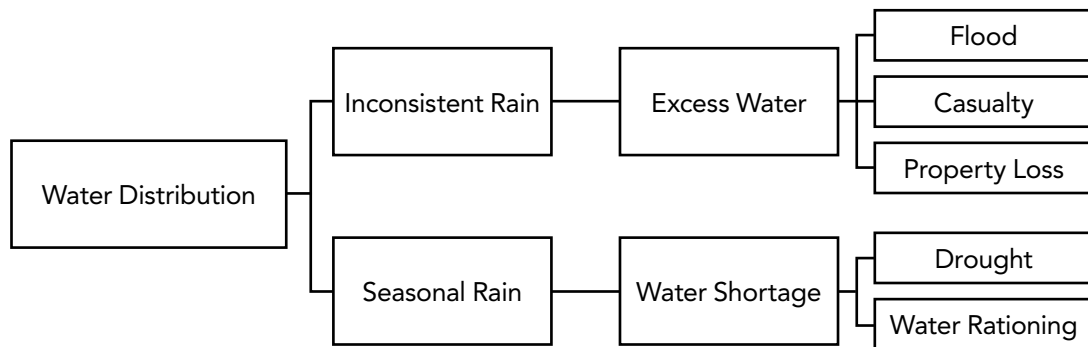 Water Distribution
Inconsistent Rain
Excess Water
Flood
Casualty
Property Loss
Seasonal Rain
Water Shortage
Drought
Water Rationing